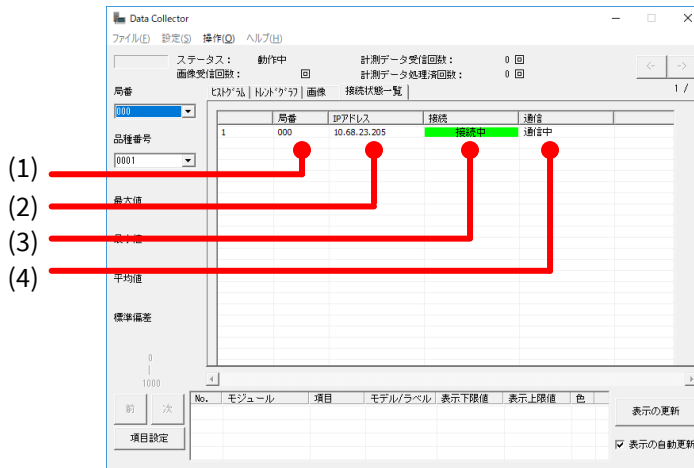 Data Collector
ファイル(F) 設定(S) 操作(O) ヘルプ(H)
ステータス： 動作中 計測データ受信回数： 0 回
画像受信回数： 回 計測データ処理済回数： 0 回
<- ->
局番 ﾋｽﾄｸﾞﾗﾑ ﾄﾚﾝﾄﾞｸﾞﾗﾌ 画像 接続状態一覧 1 /
000
局番 IPアドレス 接続 通信
1 000 10.68.23.205 接続中 通信中
品種番号
0001
(1)
(2)
(3)
(4)
最大値
最小値
平均値
標準偏差
0
|
1000
No. モジュール 項目 モデル/ラベル 表示下限値 表示上限値 色
前 次
項目設定
表示の更新
表示の自動更新